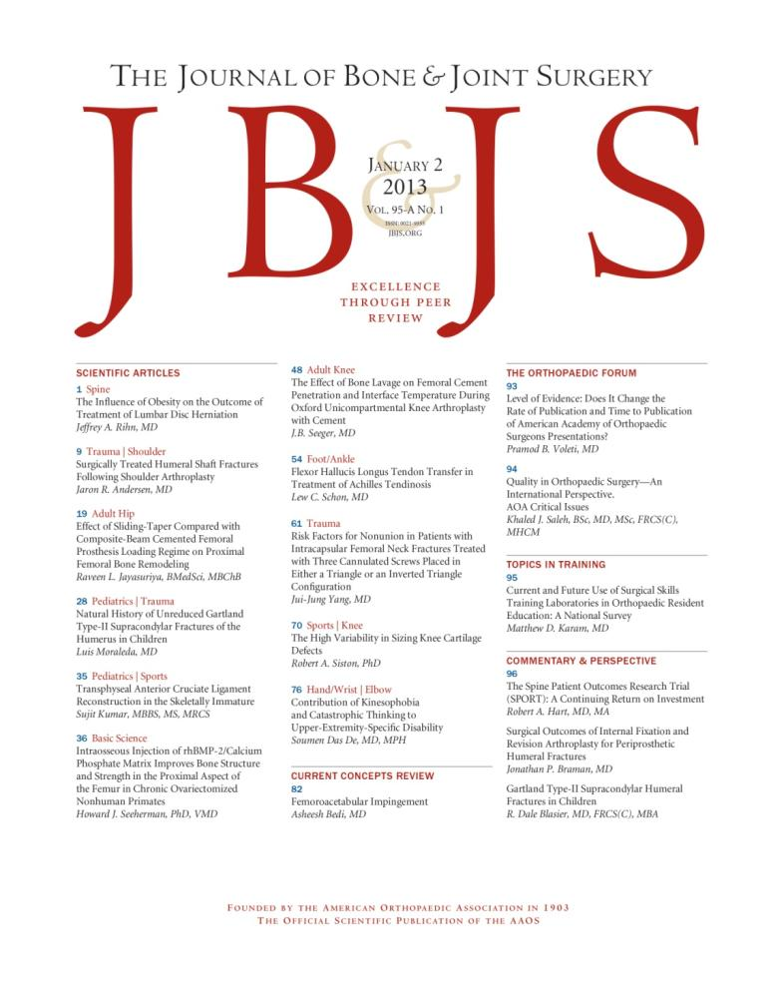 THE JOURNAL OF BONE & JOINT SURGERY
J B & J S
JANUARY 2
2013
VOL. 95-A NO. 1
ISSN: 0021-9355
JBJS.ORG
EXCELLENCE
THROUGH PEER
REVIEW
SCIENTIFIC ARTICLES
1 Spine
The Influence of Obesity on the Outcome of
Treatment of Lumbar Disc Herniation
Jeffrey A. Rihn, MD
9 Trauma | Shoulder
Surgically Treated Humeral Shaft Fractures
Following Shoulder Arthroplasty
Jaron R. Andersen, MD
19 Adult Hip
Effect of Sliding-Taper Compared with
Composite-Beam Cemented Femoral
Prosthesis Loading Regime on Proximal
Femoral Bone Remodeling
Raveen L. Jayasuriya, BMedSci, MBChB
28 Pediatrics | Trauma
Natural History of Unreduced Gartland
Type-II Supracondylar Fractures of the
Humerus in Children
Luis Moraleda, MD
35 Pediatrics | Sports
Transphyseal Anterior Cruciate Ligament
Reconstruction in the Skeletally Immature
Sujit Kumar, MBBS, MS, MRCS
36 Basic Science
Intraosseous Injection of rhBMP-2/Calcium
Phosphate Matrix Improves Bone Structure
and Strength in the Proximal Aspect of
the Femur in Chronic Ovariectomized
Nonhuman Primates
Howard J. Seeherman, PhD, VMD
48 Adult Knee
The Effect of Bone Lavage on Femoral Cement
Penetration and Interface Temperature During
Oxford Unicompartmental Knee Arthroplasty
with Cement
J.B. Seeger, MD
54 Foot/Ankle
Flexor Hallucis Longus Tendon Transfer in
Treatment of Achilles Tendinosis
Lew C. Schon, MD
61 Trauma
Risk Factors for Nonunion in Patients with
Intracapsular Femoral Neck Fractures Treated
with Three Cannulated Screws Placed in
Either a Triangle or an Inverted Triangle
Configuration
Jui-Jung Yang, MD
70 Sports | Knee
The High Variability in Sizing Knee Cartilage
Defects
Robert A. Siston, PhD
76 Hand/Wrist | Elbow
Contribution of Kinesophobia
and Catastrophic Thinking to
Upper-Extremity-Specific Disability
Soumen Das De, MD, MPH
CURRENT CONCEPTS REVIEW
82
Femoroacetabular Impingement
Asheesh Bedi, MD
THE ORTHOPAEDIC FORUM
93
Level of Evidence: Does It Change the
Rate of Publication and Time to Publication
of American Academy of Orthopaedic
Surgeons Presentations?
Pramod B. Voleti, MD
94
Quality in Orthopaedic Surgery—An
International Perspective.
AOA Critical Issues
Khaled J. Saleh, BSc, MD, MSc, FRCS(C),
MHCM
TOPICS IN TRAINING
95
Current and Future Use of Surgical Skills
Training Laboratories in Orthopaedic Resident
Education: A National Survey
Matthew D. Karam, MD
COMMENTARY & PERSPECTIVE
96
The Spine Patient Outcomes Research Trial
(SPORT): A Continuing Return on Investment
Robert A. Hart, MD, MA
Surgical Outcomes of Internal Fixation and
Revision Arthroplasty for Periprosthetic
Humeral Fractures
Jonathan P. Braman, MD
Gartland Type-II Supracondylar Humeral
Fractures in Children
R. Dale Blasier, MD, FRCS(C), MBA
FOUNDED BY THE AMERICAN ORTHOPAEDIC ASSOCIATION IN 1903
THE OFFICIAL SCIENTIFIC PUBLICATION OF THE AAOS